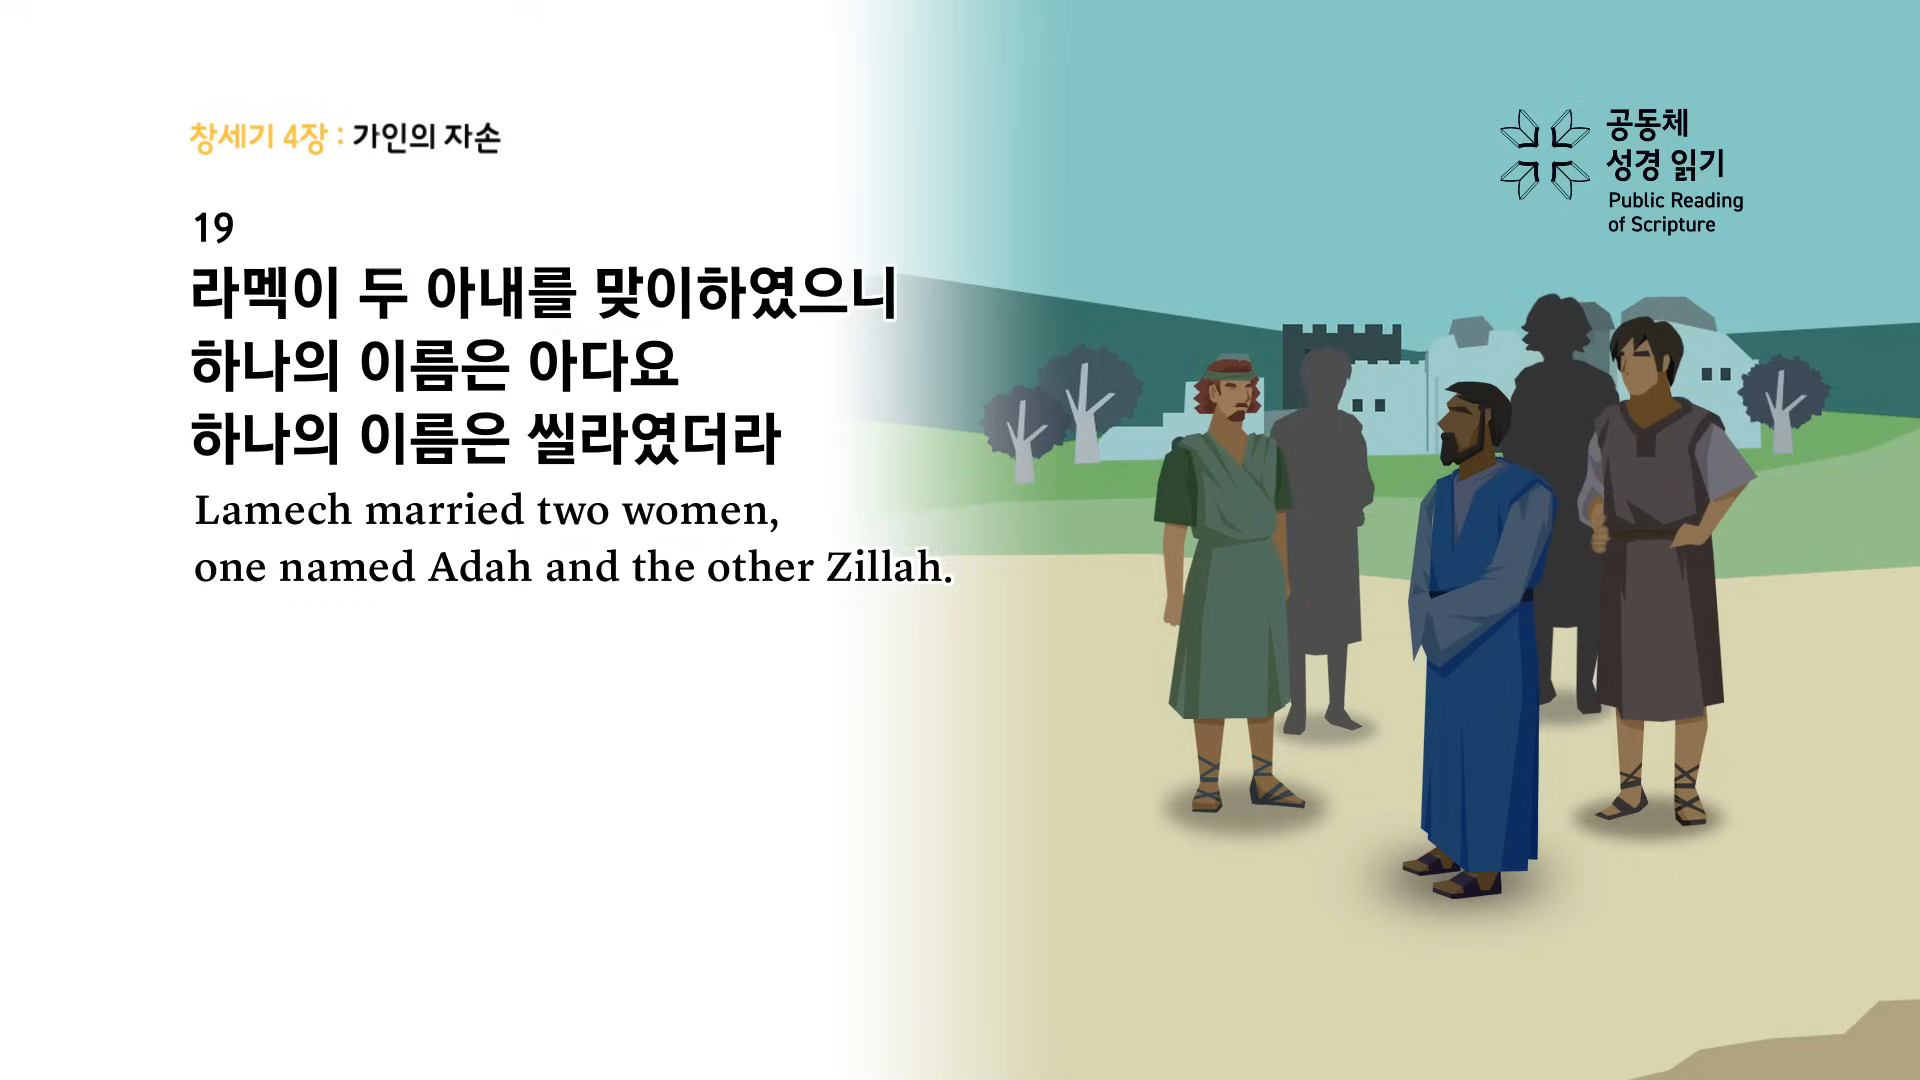 창세기 4장 : 가인의 자손
19
라멕이 두 아내를 맞이하였으니
하나의 이름은 아다요
하나의 이름은 씰라였더라
Lamech married two women,
one named Adah and the other Zillah.
공동체
성경 읽기
Public Reading
of Scripture